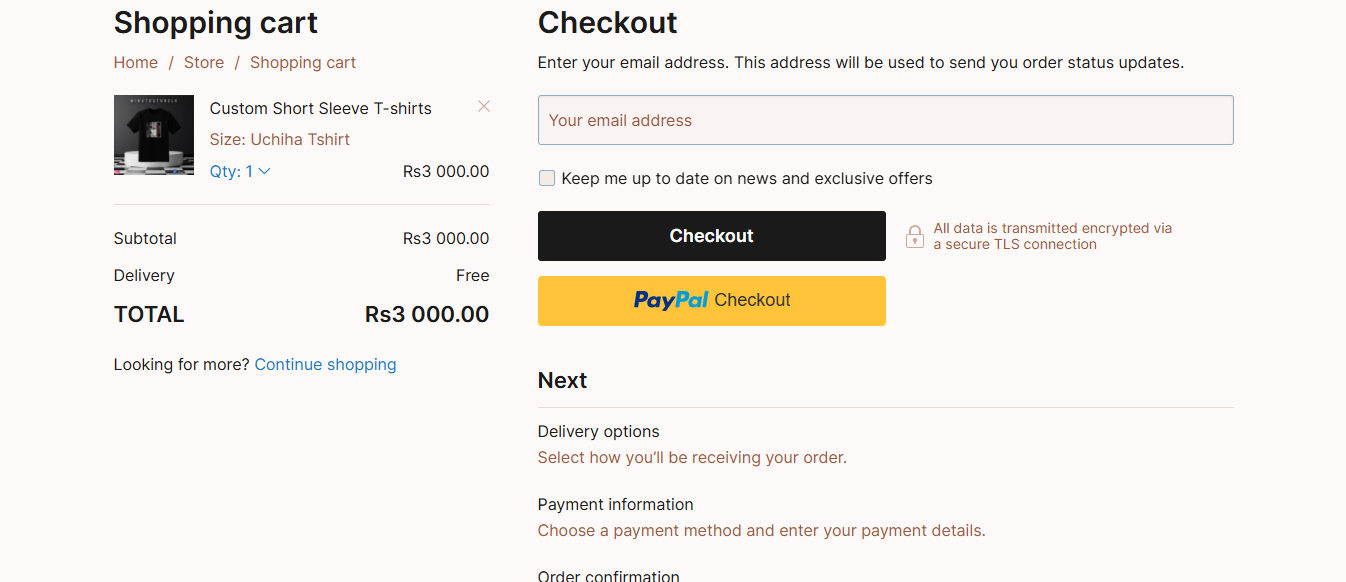 Shopping cart
Home / Store / Shopping cart
Custom Short Sleeve T-shirts
Size: Uchiha Tshirt
Qty: 1
Rs3 000.00
Subtotal
Rs3 000.00
Delivery
Free
TOTAL
Rs3 000.00
Looking for more? Continue shopping
Checkout
Enter your email address. This address will be used to send you order status updates.
Your email address
Keep me up to date on news and exclusive offers
Checkout
All data is transmitted encrypted via
a secure TLS connection
PayPal Checkout
Next
Delivery options
Select how you’ll be receiving your order.
Payment information
Choose a payment method and enter your payment details.
Order confirmation